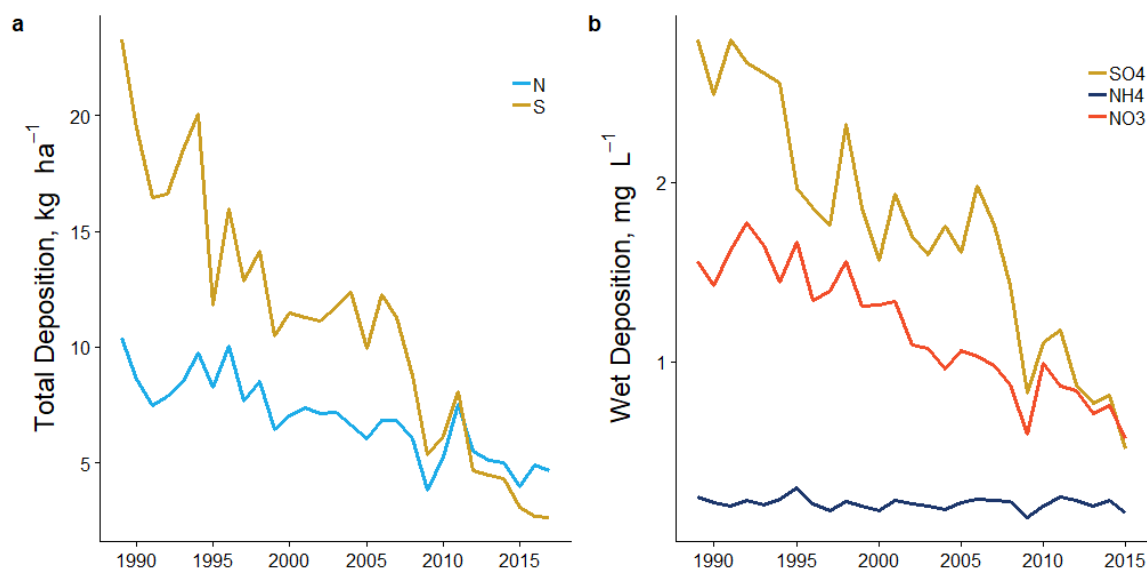 a
Total Deposition, kg ha⁻¹
20
15
10
5
1990 1995 2000 2005 2010 2015
N
S
b
Wet Deposition, mg L⁻¹
2
1
1990 1995 2000 2005 2010 2015
SO4
NH4
NO3